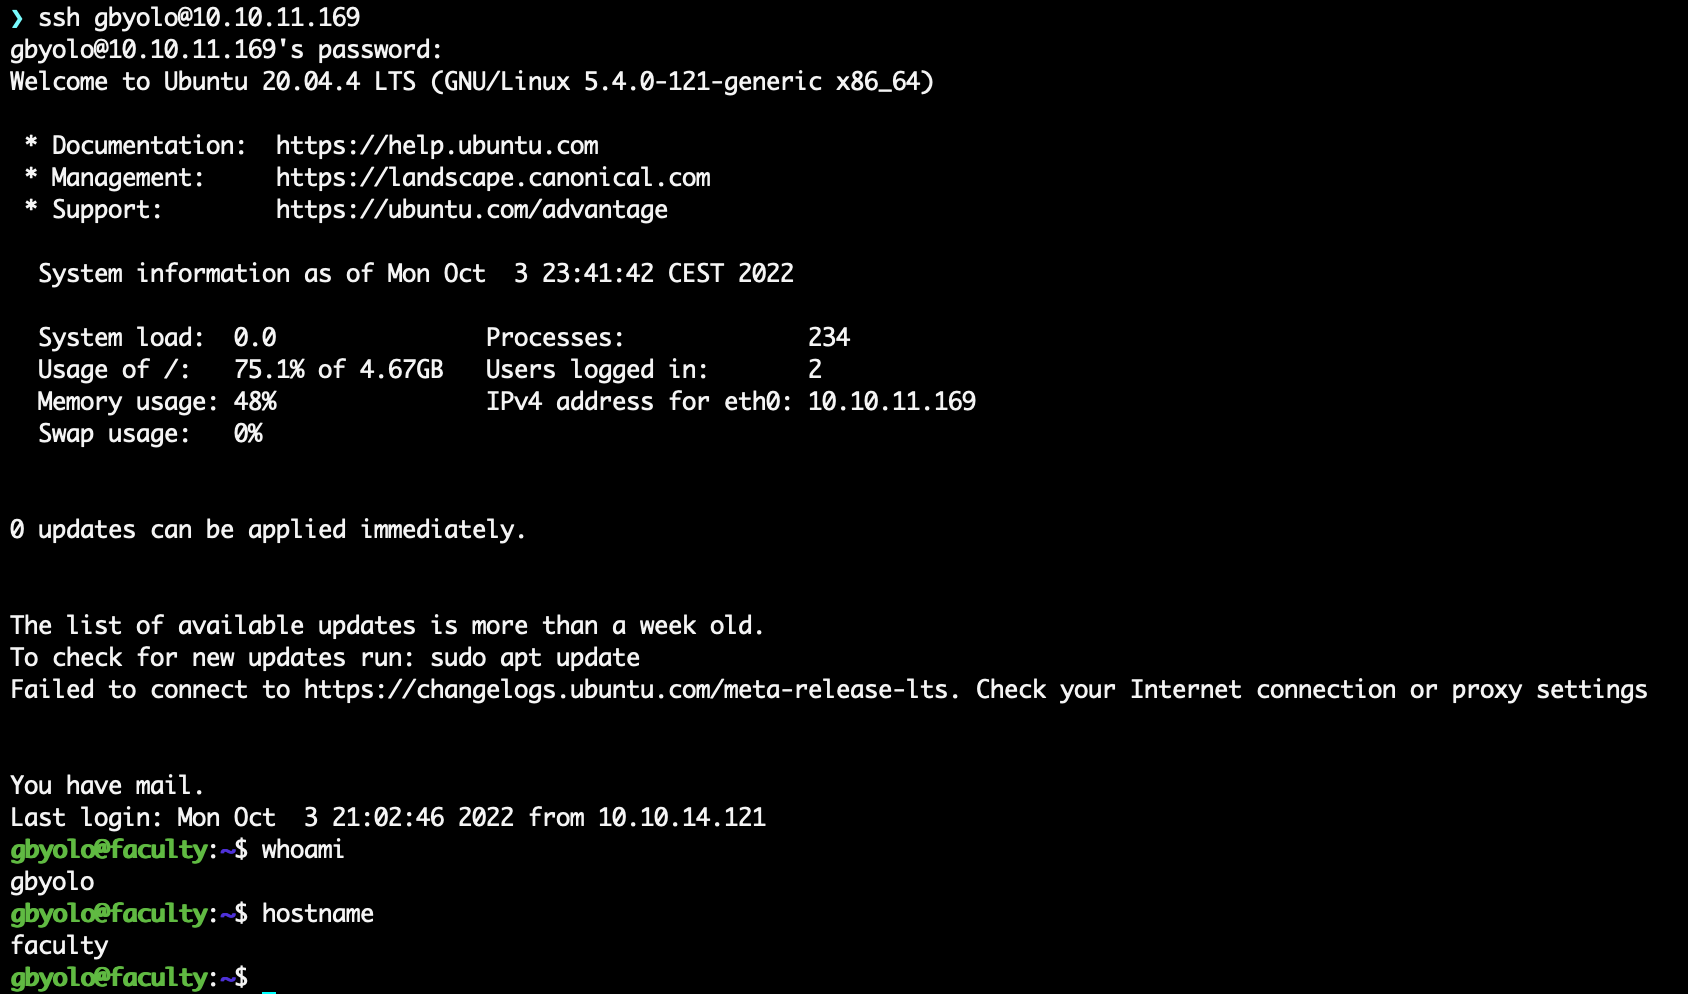 ❯ ssh gbyolo@10.10.11.169
gbyolo@10.10.11.169's password:
Welcome to Ubuntu 20.04.4 LTS (GNU/Linux 5.4.0-121-generic x86_64)

 * Documentation:  https://help.ubuntu.com
 * Management:     https://landscape.canonical.com
 * Support:        https://ubuntu.com/advantage

  System information as of Mon Oct  3 23:41:42 CEST 2022

  System load:  0.0               Processes:             234
  Usage of /:   75.1% of 4.67GB   Users logged in:       2
  Memory usage: 48%               IPv4 address for eth0: 10.10.11.169
  Swap usage:   0%


0 updates can be applied immediately.


The list of available updates is more than a week old.
To check for new updates run: sudo apt update
Failed to connect to https://changelogs.ubuntu.com/meta-release-lts. Check your Internet connection or proxy settings


You have mail.
Last login: Mon Oct  3 21:02:46 2022 from 10.10.14.121
gbyolo@faculty:~$ whoami
gbyolo
gbyolo@faculty:~$ hostname
faculty
gbyolo@faculty:~$